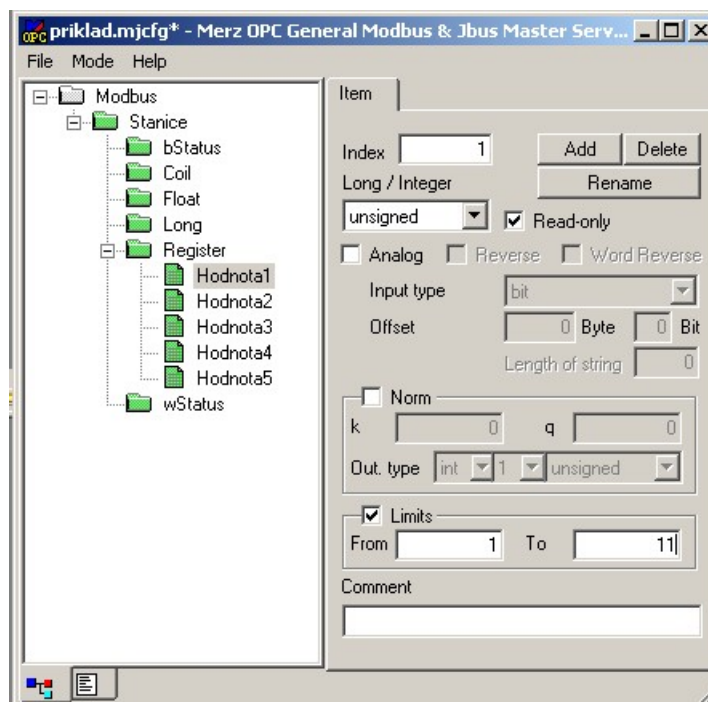 priklad.mjcfg* - Merz OPC General Modbus & Jbus Master Serv...
File Mode Help
Modbus
Stanice
bStatus
Coil
Float
Long
Register
Hodnota1
Hodnota2
Hodnota3
Hodnota4
Hodnota5
wStatus
Item
Index 1 Add Delete
Long / Integer Rename
unsigned Read-only
Analog Reverse Word Reverse
Input type bit
Offset 0 Byte 0 Bit
Length of string 0
Norm
k 0 q 0
Out. type int 1 unsigned
Limits
From 1 To 11
Comment